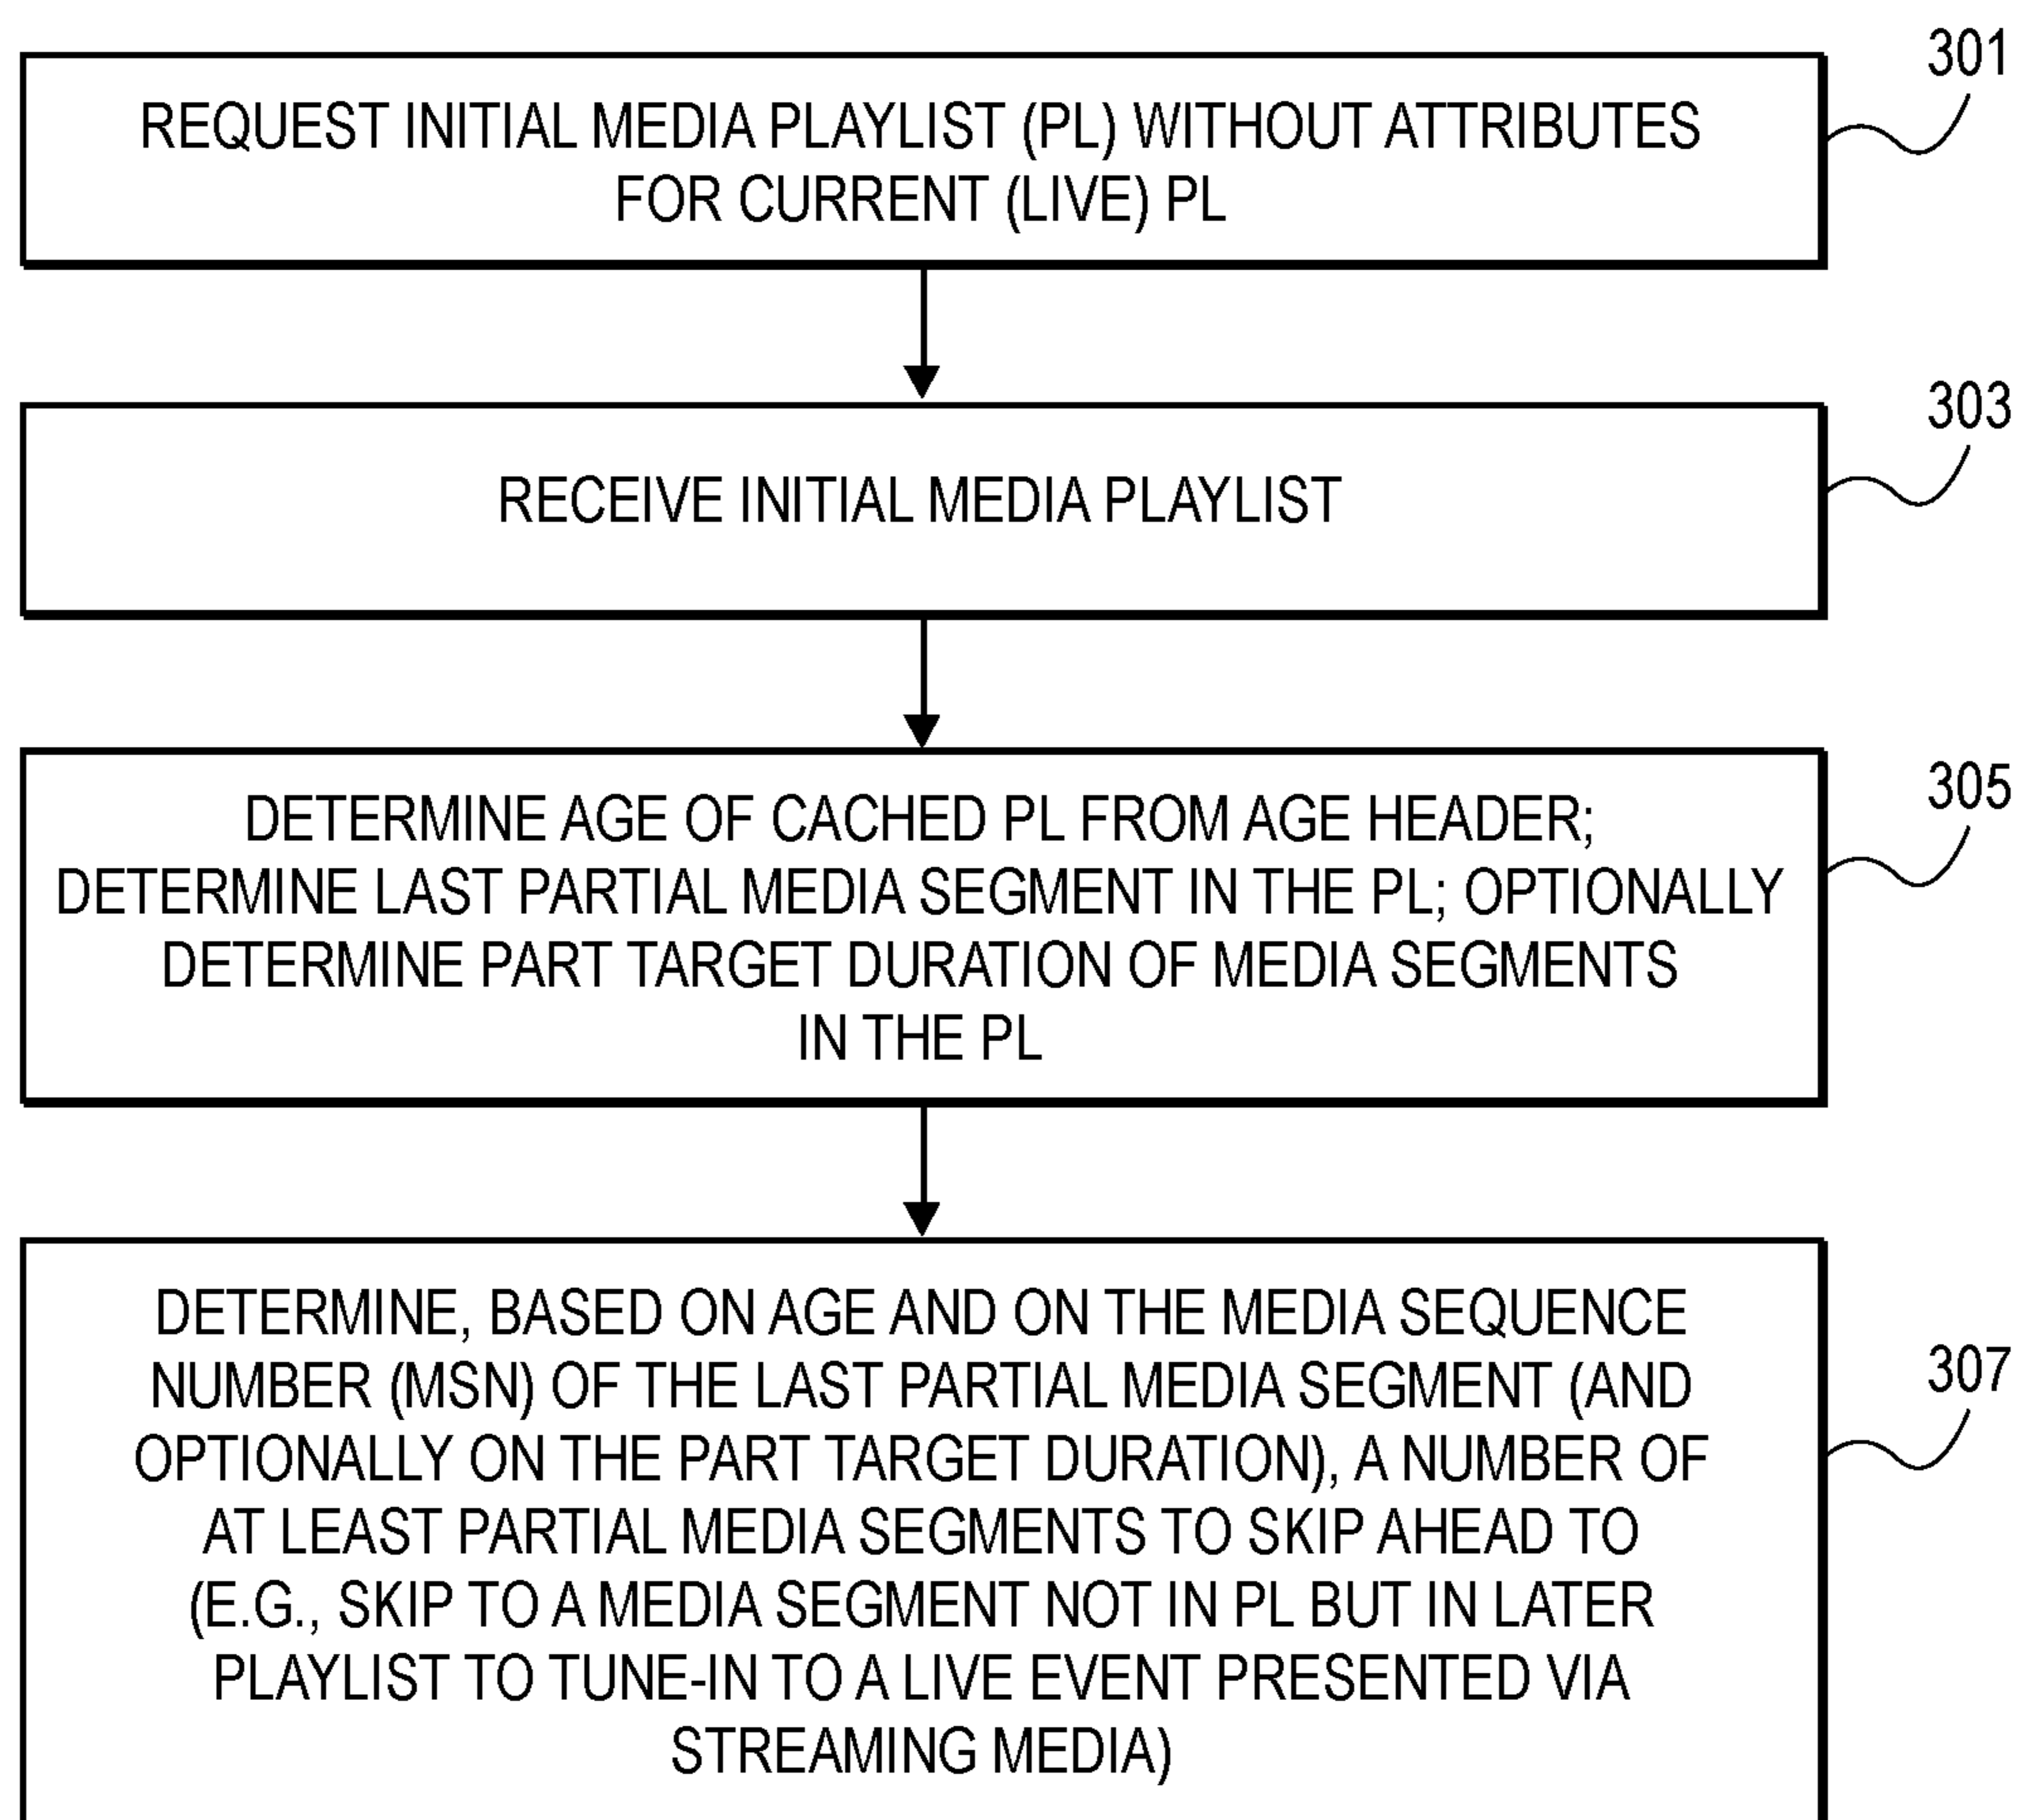 301
REQUEST INITIAL MEDIA PLAYLIST (PL) WITHOUT ATTRIBUTES
FOR CURRENT (LIVE) PL
303
RECEIVE INITIAL MEDIA PLAYLIST
305
DETERMINE AGE OF CACHED PL FROM AGE HEADER;
DETERMINE LAST PARTIAL MEDIA SEGMENT IN THE PL; OPTIONALLY
DETERMINE PART TARGET DURATION OF MEDIA SEGMENTS
IN THE PL
307
DETERMINE, BASED ON AGE AND ON THE MEDIA SEQUENCE
NUMBER (MSN) OF THE LAST PARTIAL MEDIA SEGMENT (AND
OPTIONALLY ON THE PART TARGET DURATION), A NUMBER OF
AT LEAST PARTIAL MEDIA SEGMENTS TO SKIP AHEAD TO
(E.G., SKIP TO A MEDIA SEGMENT NOT IN PL BUT IN LATER
PLAYLIST TO TUNE-IN TO A LIVE EVENT PRESENTED VIA
STREAMING MEDIA)